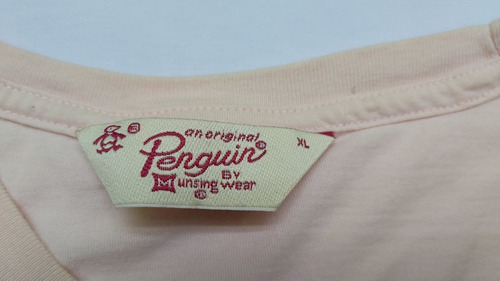 an original
Penguin®
XL
BY
Munsingwear
®